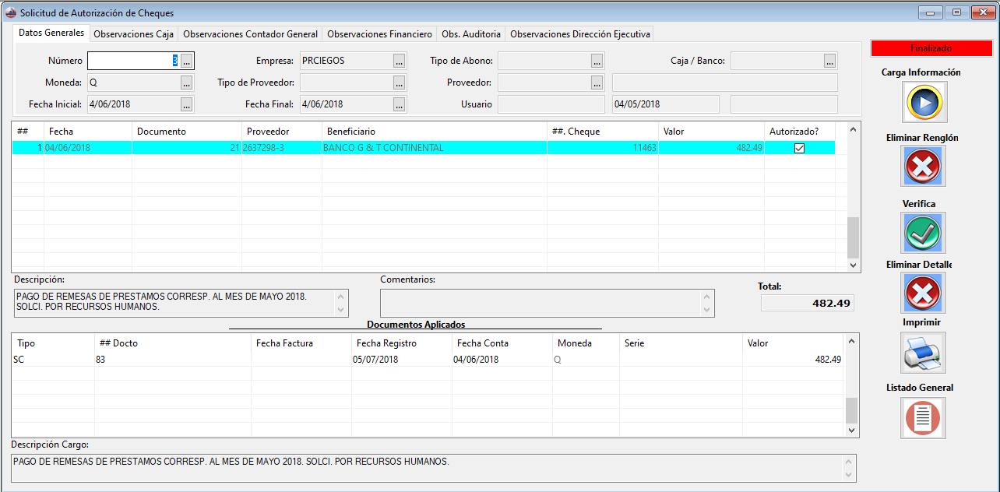 Solicitud de Autorización de Cheques
Datos Generales Observaciones Caja Observaciones Contador General Observaciones Financiero Obs. Auditoria Observaciones Dirección Ejecutiva
Número 3 ... Empresa: PRCIEGOS ... Tipo de Abono: ... Caja / Banco: ...
Moneda: Q ... Tipo de Proveedor: ... Proveedor: ...
Fecha Inicial: 4/06/2018 ... Fecha Final: 4/06/2018 ... Usuario 04/05/2018
Finalizado
Carga Información
Eliminar Renglón
Verifica
Eliminar Detalle
Imprimir
Listado General
## Fecha Documento Proveedor Beneficiario ##. Cheque Valor Autorizado?
1 04/06/2018 21 2637298-3 BANCO G & T CONTINENTAL 11463 482.49
Descripción:
PAGO DE REMESAS DE PRESTAMOS CORRESP. AL MES DE MAYO 2018.
SOLCI. POR RECURSOS HUMANOS.
Comentarios:
Total:
482.49
Documentos Aplicados
Tipo ## Docto Fecha Factura Fecha Registro Fecha Conta Moneda Serie Valor
SC 83 05/07/2018 04/06/2018 Q 482.49
Descripción Cargo:
PAGO DE REMESAS DE PRESTAMOS CORRESP. AL MES DE MAYO 2018. SOLCI. POR RECURSOS HUMANOS.